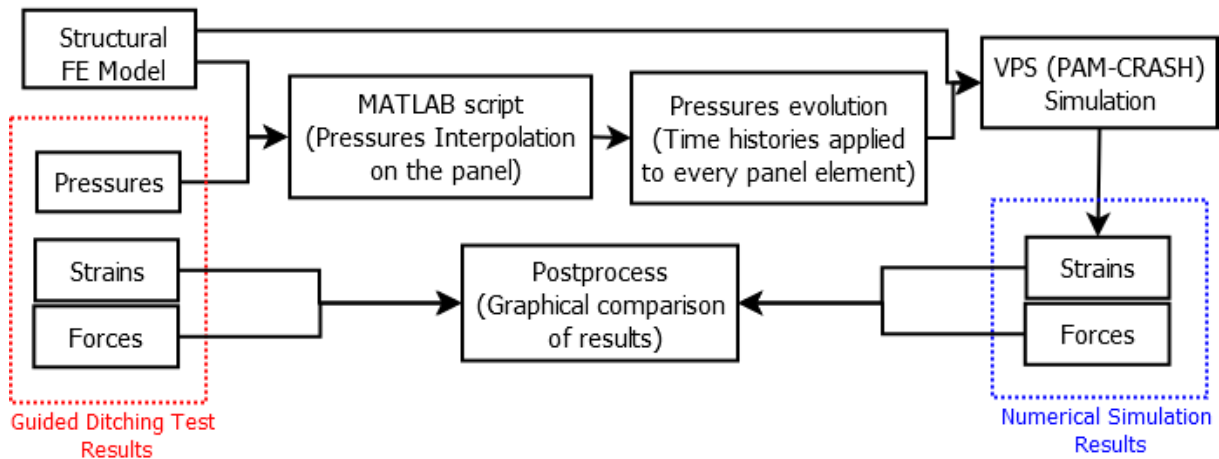 Structural
FE Model
MATLAB script
(Pressures Interpolation
on the panel)
Pressures evolution
(Time histories applied
to every panel element)
VPS (PAM-CRASH)
Simulation
Pressures
Strains
Forces
Guided Ditching Test
Results
Postprocess
(Graphical comparison
of results)
Strains
Forces
Numerical Simulation
Results